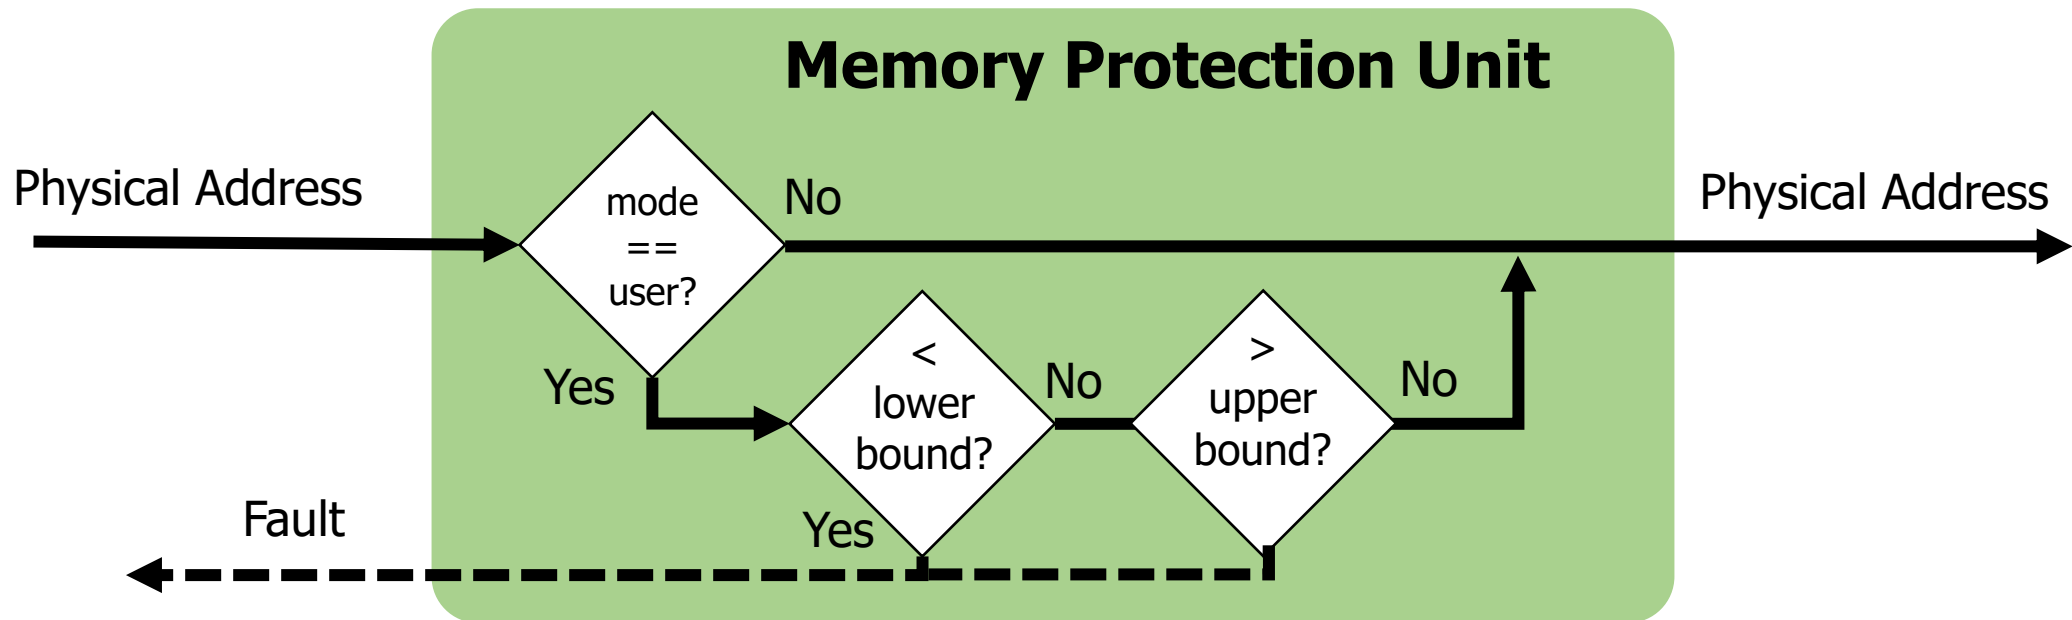 Memory Protection Unit
Physical Address
mode
==
user?
No
Physical Address
Yes
<
lower
bound?
No
>
upper
bound?
No
Yes
Fault